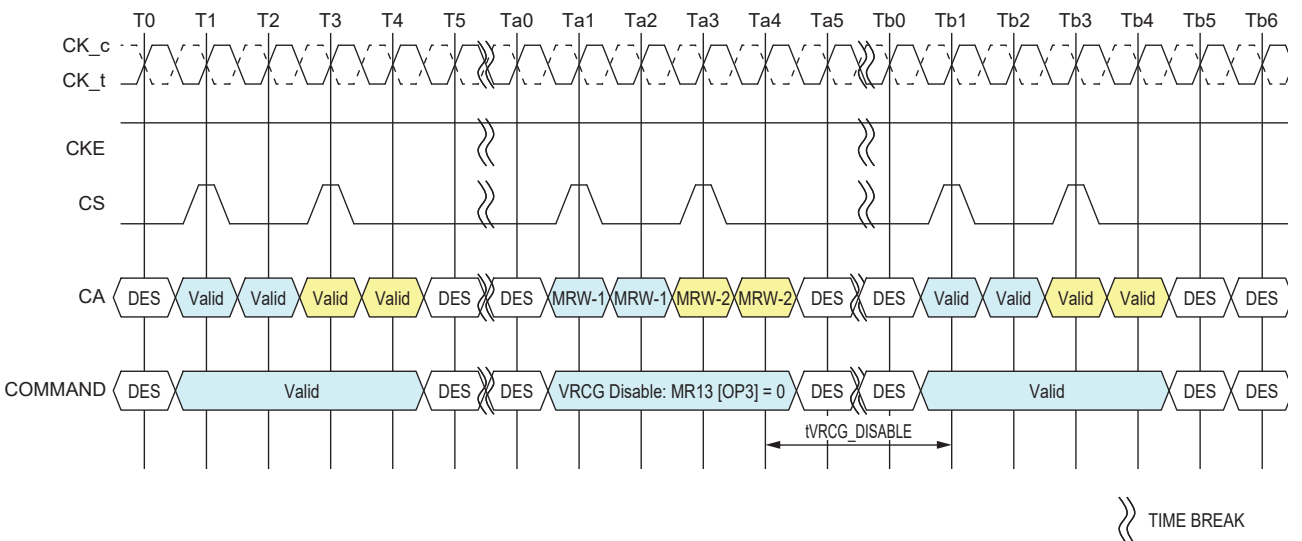 T0 T1 T2 T3 T4 T5 Ta0 Ta1 Ta2 Ta3 Ta4 Ta5 Tb0 Tb1 Tb2 Tb3 Tb4 Tb5 Tb6
CK_c
CK_t
CKE
CS
CA DES Valid Valid Valid Valid DES DES MRW-1 MRW-1 MRW-2 MRW-2 DES DES Valid Valid Valid Valid DES DES
COMMAND DES Valid DES DES VRCG Disable: MR13 [OP3] = 0 DES DES Valid DES DES
tVRCG_DISABLE
TIME BREAK